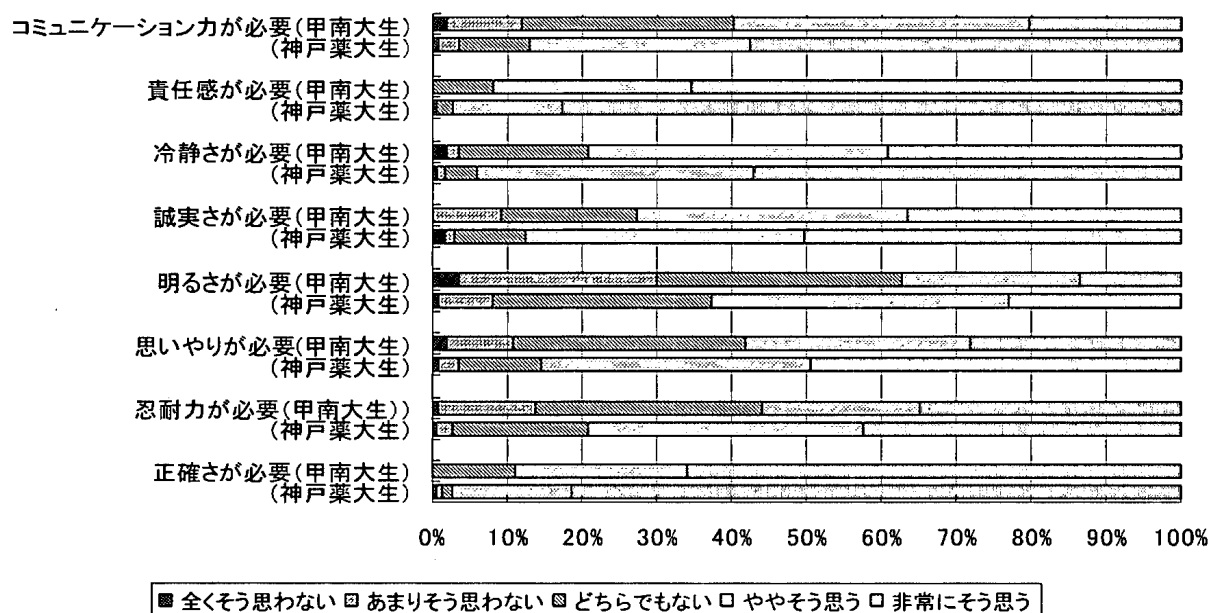 コミュニケーション力が必要(甲南大生)
(神戸薬大生)
責任感が必要(甲南大生)
(神戸薬大生)
冷静さが必要(甲南大生)
(神戸薬大生)
誠実さが必要(甲南大生)
(神戸薬大生)
明るさが必要(甲南大生)
(神戸薬大生)
思いやりが必要(甲南大生)
(神戸薬大生)
忍耐力が必要(甲南大生))
(神戸薬大生)
正確さが必要(甲南大生)
(神戸薬大生)
0% 10% 20% 30% 40% 50% 60% 70% 80% 90% 100%
全くそう思わない あまりそう思わない どちらでもない ややそう思う 非常にそう思う